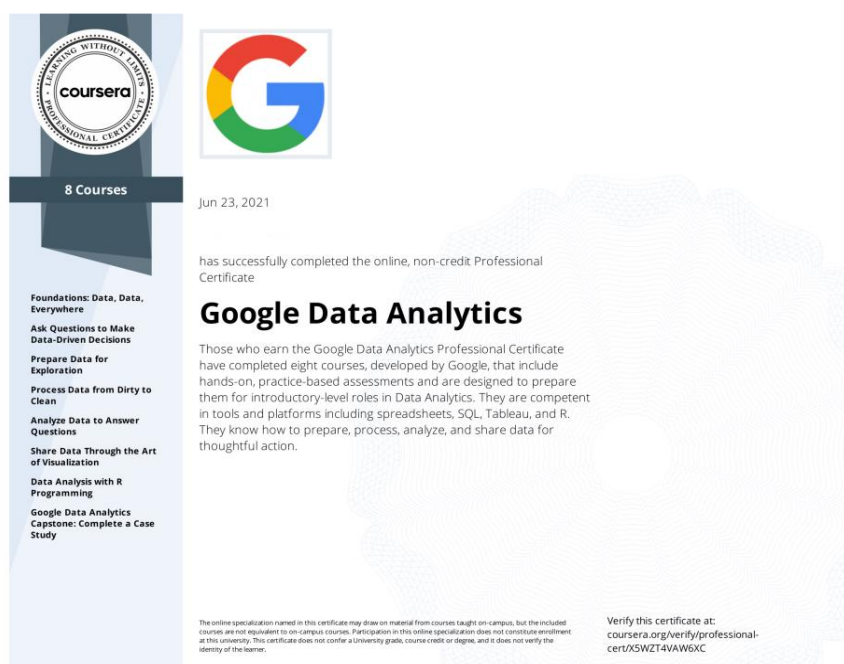 LEARNING WITHOUT LIMITS
coursera
PROFESSIONAL CERTIFICATE
8 Courses
Foundations: Data, Data,
Everywhere
Ask Questions to Make
Data-Driven Decisions
Prepare Data for
Exploration
Process Data from Dirty to
Clean
Analyze Data to Answer
Questions
Share Data Through the Art
of Visualization
Data Analysis with R
Programming
Google Data Analytics
Capstone: Complete a Case
Study
G
Jun 23, 2021
has successfully completed the online, non-credit Professional
Certificate
Google Data Analytics
Those who earn the Google Data Analytics Professional Certificate
have completed eight courses, developed by Google, that include
hands-on, practice-based assessments and are designed to prepare
them for introductory-level roles in Data Analytics. They are competent
in tools and platforms including spreadsheets, SQL, Tableau, and R.
They know how to prepare, process, analyze, and share data for
thoughtful action.
The online specialization named in this certificate may draw on material from courses taught on-campus, but the included
courses are not equivalent to on-campus courses. Participation in this online specialization does not constitute enrollment
at this university. This certificate does not confer a University grade, course credit or degree, and it does not verify the
identity of the learner.
Verify this certificate at:
coursera.org/verify/professional-
cert/X5WZT4VAW6XC